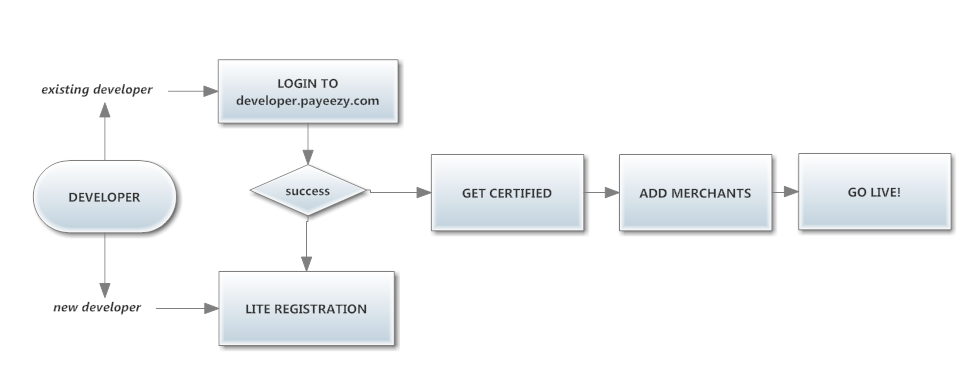 LOGIN TO
developer.payeezy.com
existing developer
success
DEVELOPER
GET CERTIFIED
ADD MERCHANTS
GO LIVE!
new developer
LITE REGISTRATION